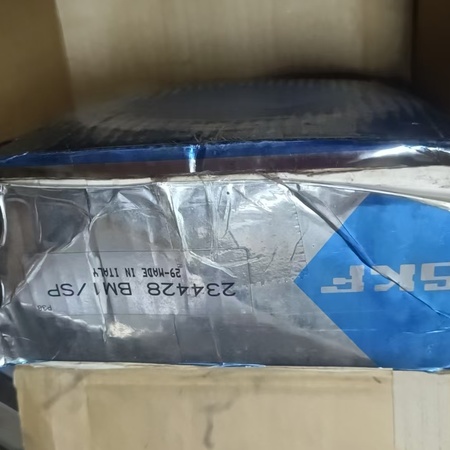 SKF
234428 BM1/SP
29-MADE IN ITALY